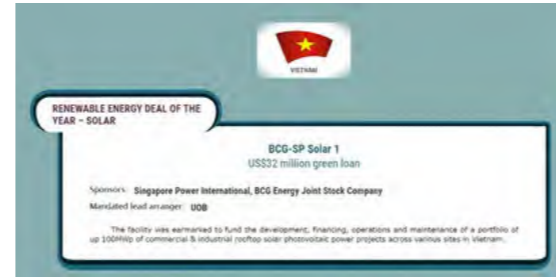 VIETNAM
RENEWABLE ENERGY DEAL OF THE
YEAR – SOLAR
BCG-SP Solar 1
US$32 million green loan
Sponsors: Singapore Power International, BCG Energy Joint Stock Company
Mandated lead arranger: UOB
The facility was earmarked to fund the development, financing, operations and maintenance of a portfolio of
up 100MWp of commercial & industrial rooftop solar photovoltaic power projects across various sites in Vietnam.